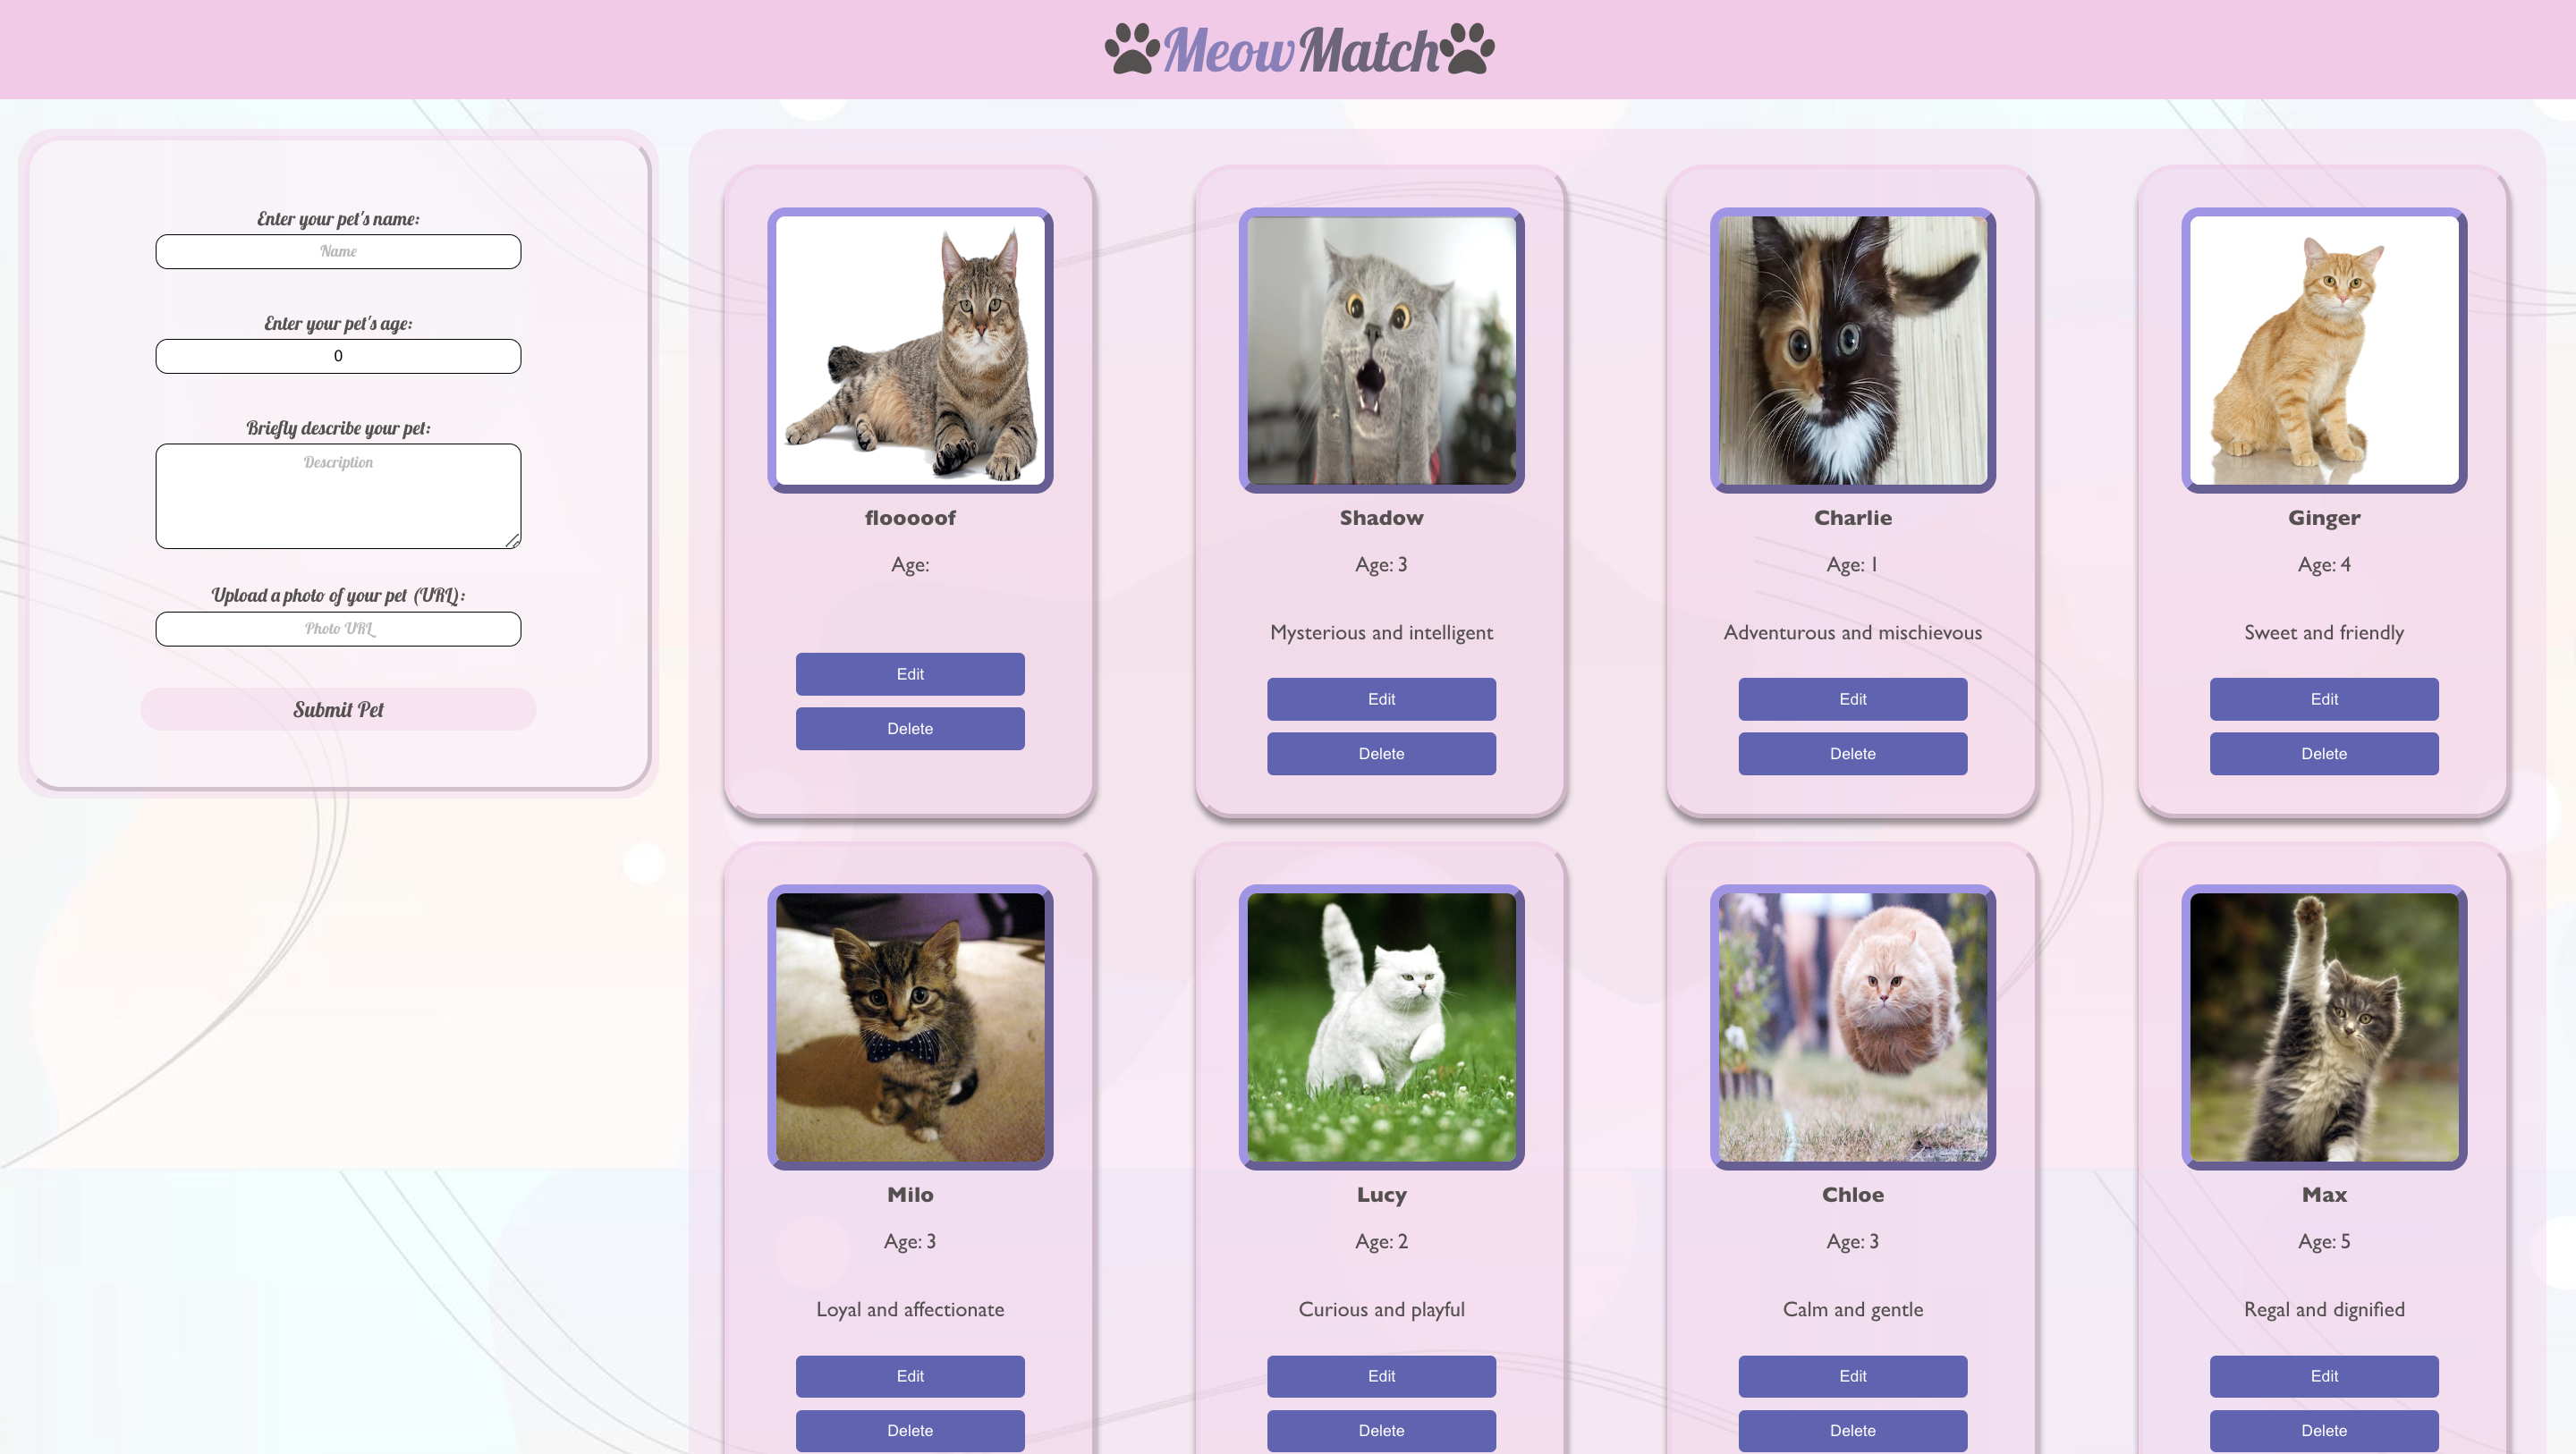 MeowMatch
Enter your pet's name:
Name
Enter your pet's age:
0
Briefly describe your pet:
Description
Upload a photo of your pet (URL):
Photo URL
Submit Pet
flooooof
Age:
Edit
Delete
Shadow
Age: 3
Mysterious and intelligent
Edit
Delete
Charlie
Age: 1
Adventurous and mischievous
Edit
Delete
Ginger
Age: 4
Sweet and friendly
Edit
Delete
Milo
Age: 3
Loyal and affectionate
Edit
Delete
Lucy
Age: 2
Curious and playful
Edit
Delete
Chloe
Age: 3
Calm and gentle
Edit
Delete
Max
Age: 5
Regal and dignified
Edit
Delete